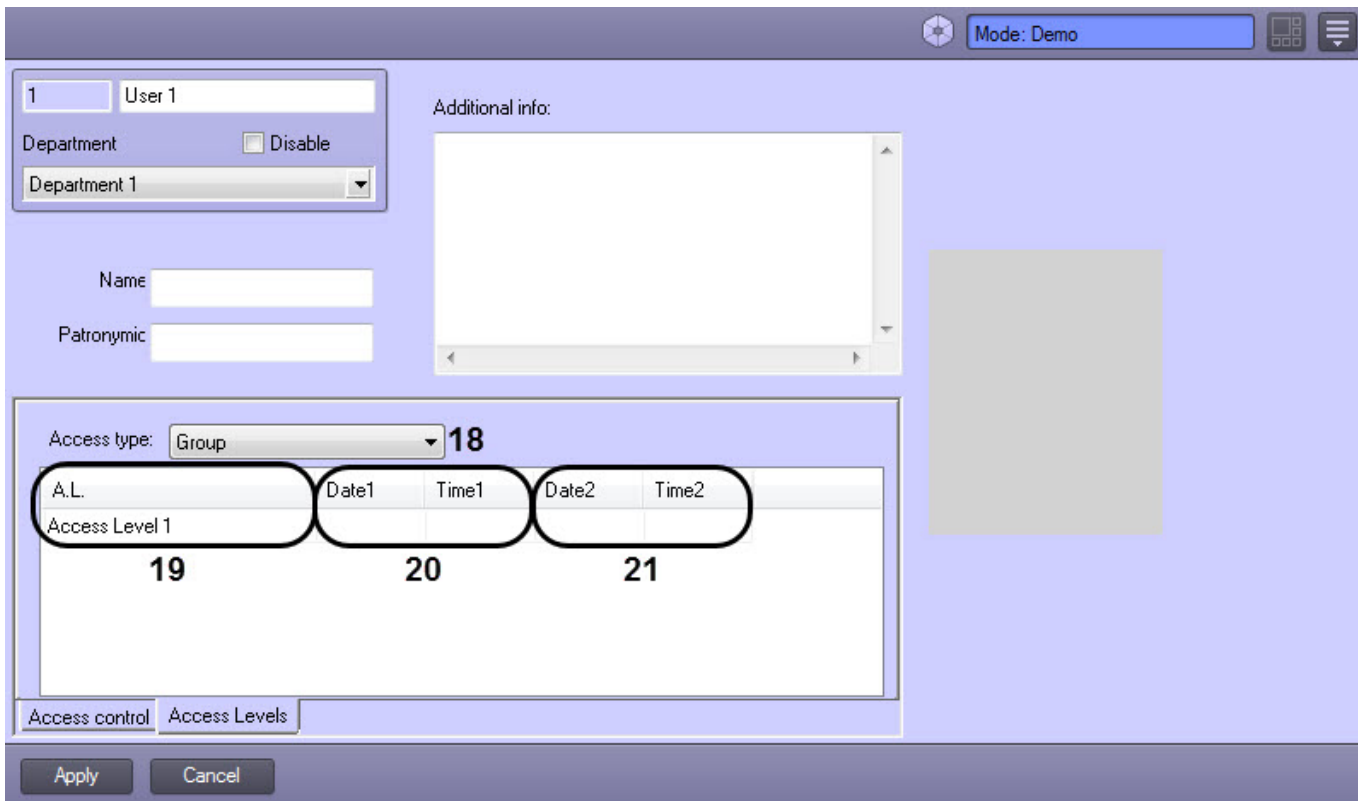 Mode: Demo
1 User 1
Department Disable
Department 1
Name
Patronymic
Additional info:
Access type: Group 18
A.L. Date1 Time1 Date2 Time2
Access Level 1
19 20 21
Access control Access Levels
Apply Cancel